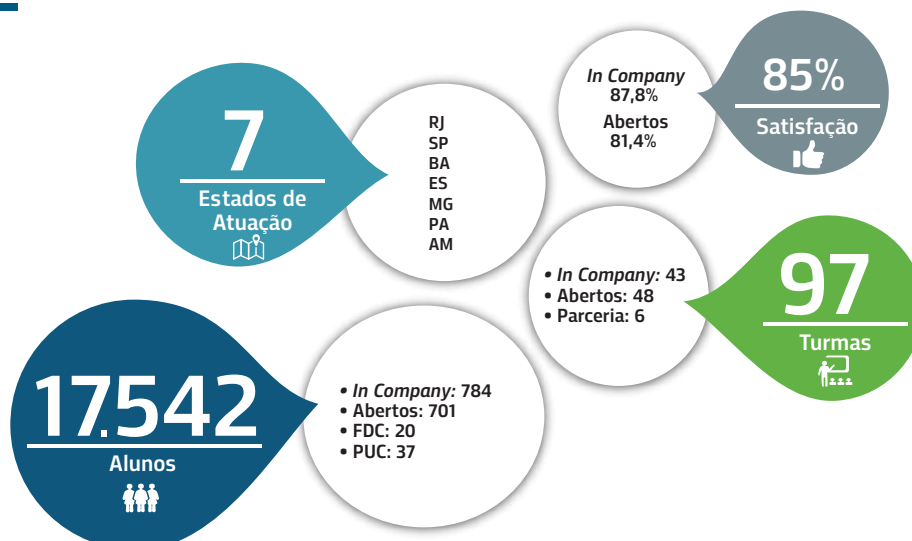 7
Estados de
Atuação
RJ
SP
BA
ES
MG
PA
AM
In Company
87,8%
Abertos
81,4%
85%
Satisfação
• In Company: 43
• Abertos: 48
• Parceria: 6
97
Turmas
17.542
Alunos
• In Company: 784
• Abertos: 701
• FDC: 20
• PUC: 37